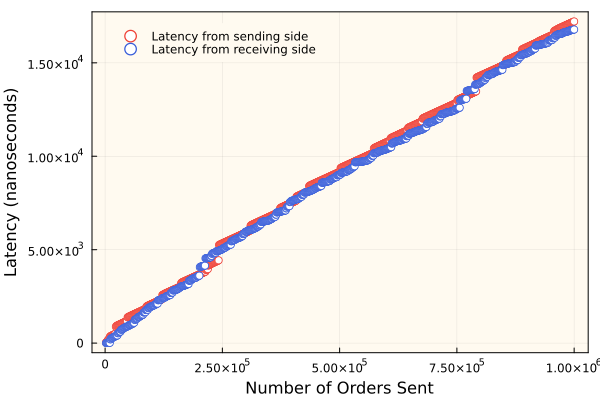 Latency from sending side
Latency from receiving side
1.50×10⁴
1.00×10⁴
5.00×10³
0
Latency (nanoseconds)
0 2.50×10⁵ 5.00×10⁵ 7.50×10⁵ 1.00×10⁶
Number of Orders Sent